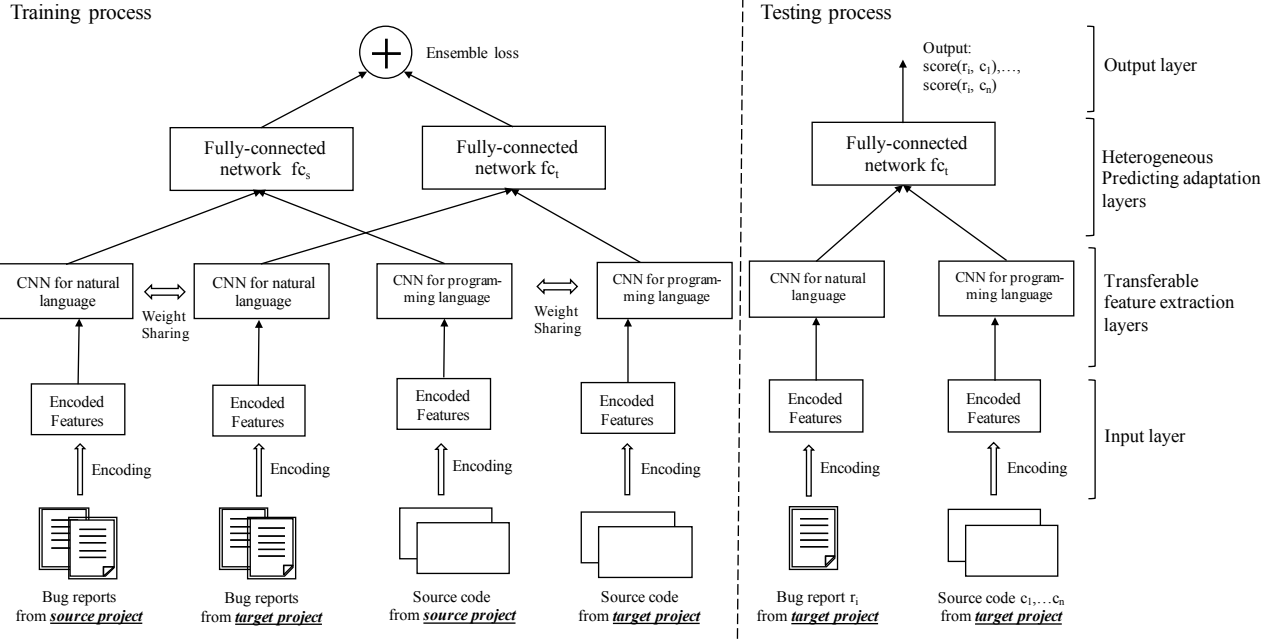 Training process
Testing process
Ensemble loss
Output:
score(rᵢ, c₁),…,
score(rᵢ, cₙ)
Output layer
Fully-connected
network fcₛ
Fully-connected
network fcₜ
Fully-connected
network fcₜ
Heterogeneous
Predicting adaptation
layers
CNN for natural
language
Weight
Sharing
CNN for natural
language
CNN for program-
ming language
Weight
Sharing
CNN for program-
ming language
CNN for natural
language
CNN for program-
ming language
Transferable
feature extraction
layers
Encoded
Features
Encoded
Features
Encoded
Features
Encoded
Features
Encoded
Features
Encoded
Features
Input layer
Encoding
Encoding
Encoding
Encoding
Encoding
Encoding
Bug reports
from source project
Bug reports
from target project
Source code
from source project
Source code
from target project
Bug report rᵢ
from target project
Source code c₁,…cₙ
from target project